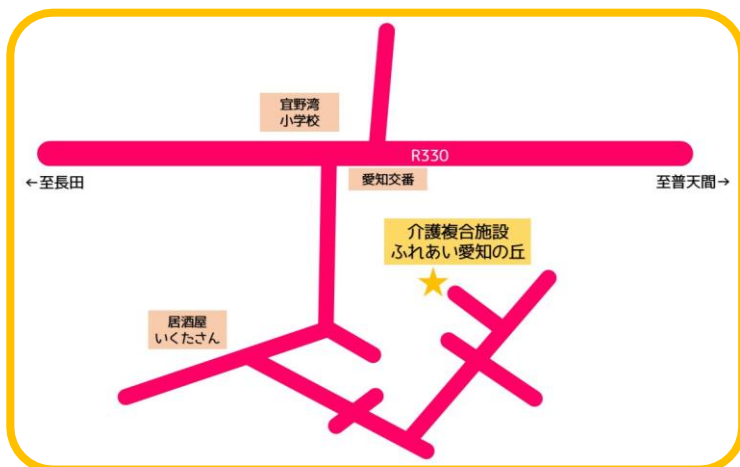 宜野湾
小学校
R330
←至長田
愛知交番
至普天間→
介護複合施設
ふれあい愛知の丘
居酒屋
いくたさん